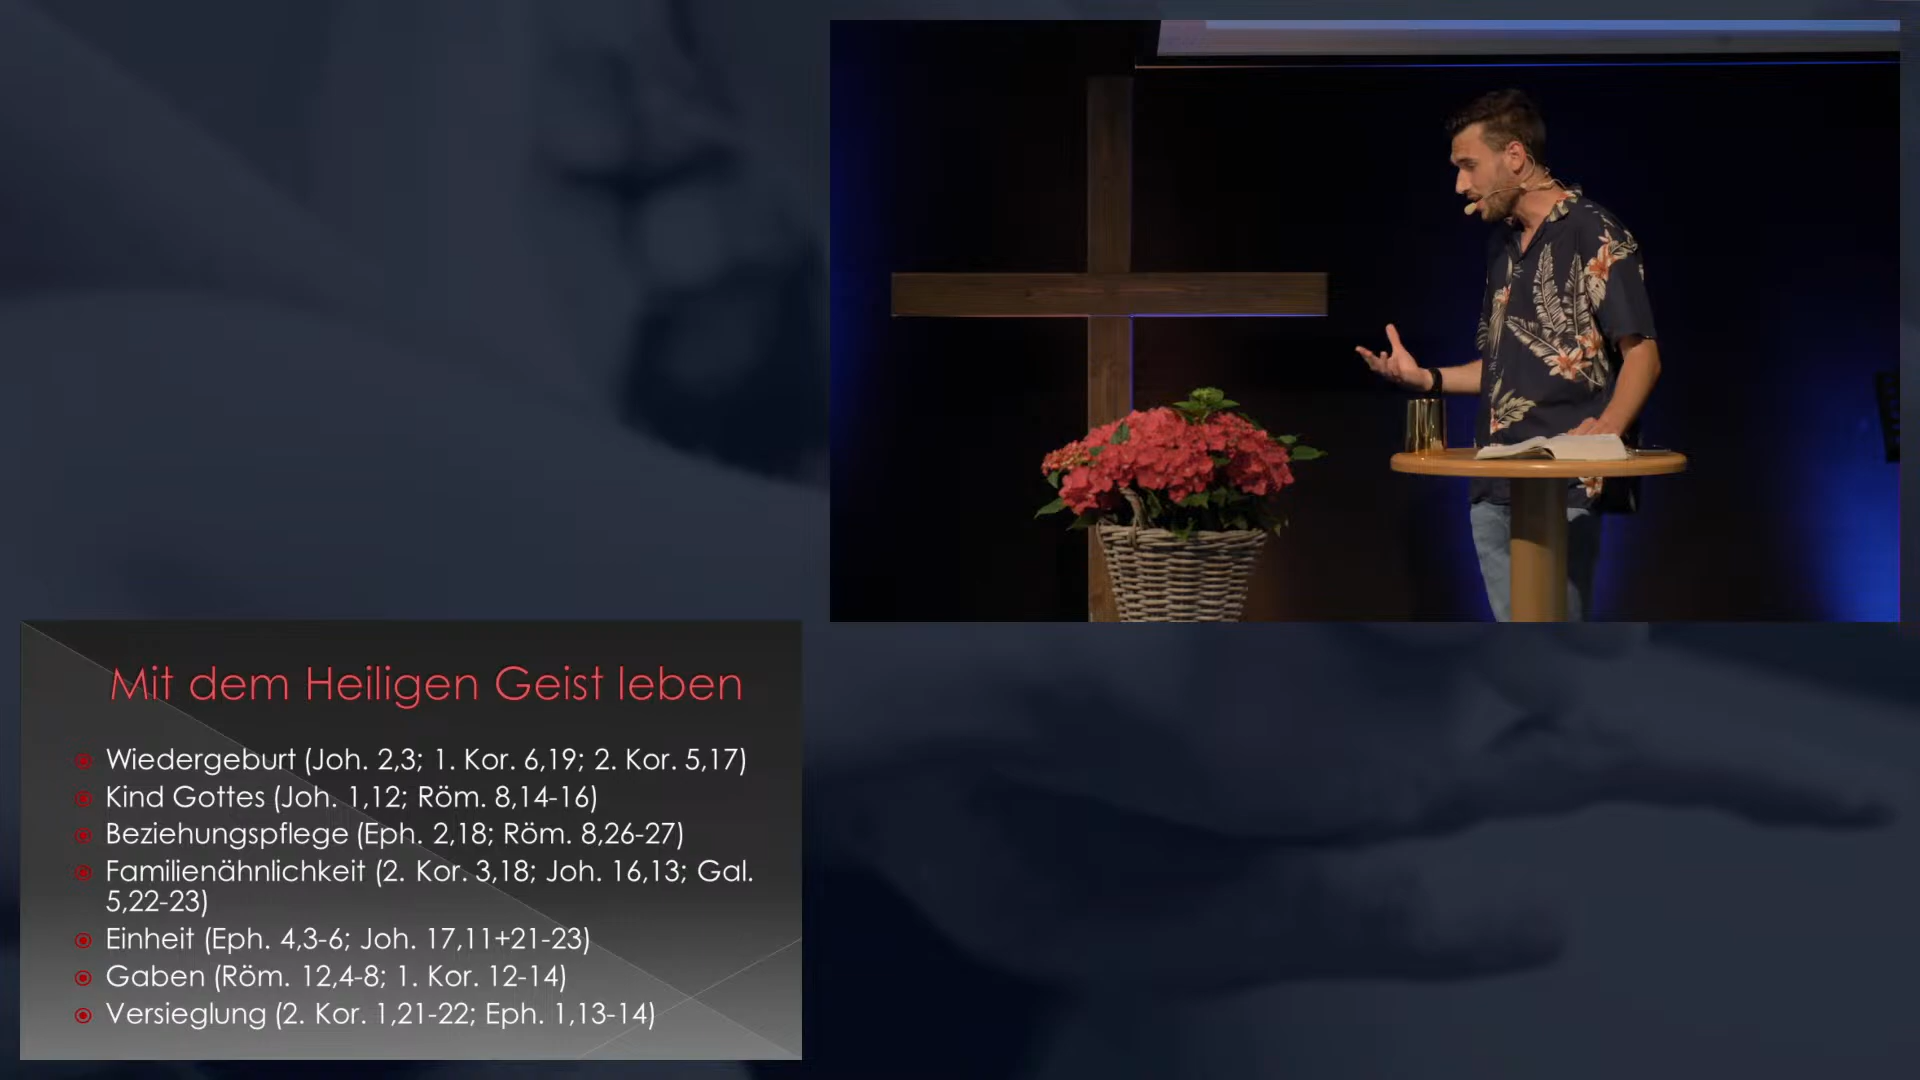 Mit dem Heiligen Geist leben
Wiedergeburt (Joh. 2,3; 1. Kor. 6,19; 2. Kor. 5,17)
Kind Gottes (Joh. 1,12; Röm. 8,14-16)
Beziehungspflege (Eph. 2,18; Röm. 8,26-27)
Familienähnlichkeit (2. Kor. 3,18; Joh. 16,13; Gal.
5,22-23)
Einheit (Eph. 4,3-6; Joh. 17,11+21-23)
Gaben (Röm. 12,4-8; 1. Kor. 12-14)
Versieglung (2. Kor. 1,21-22; Eph. 1,13-14)